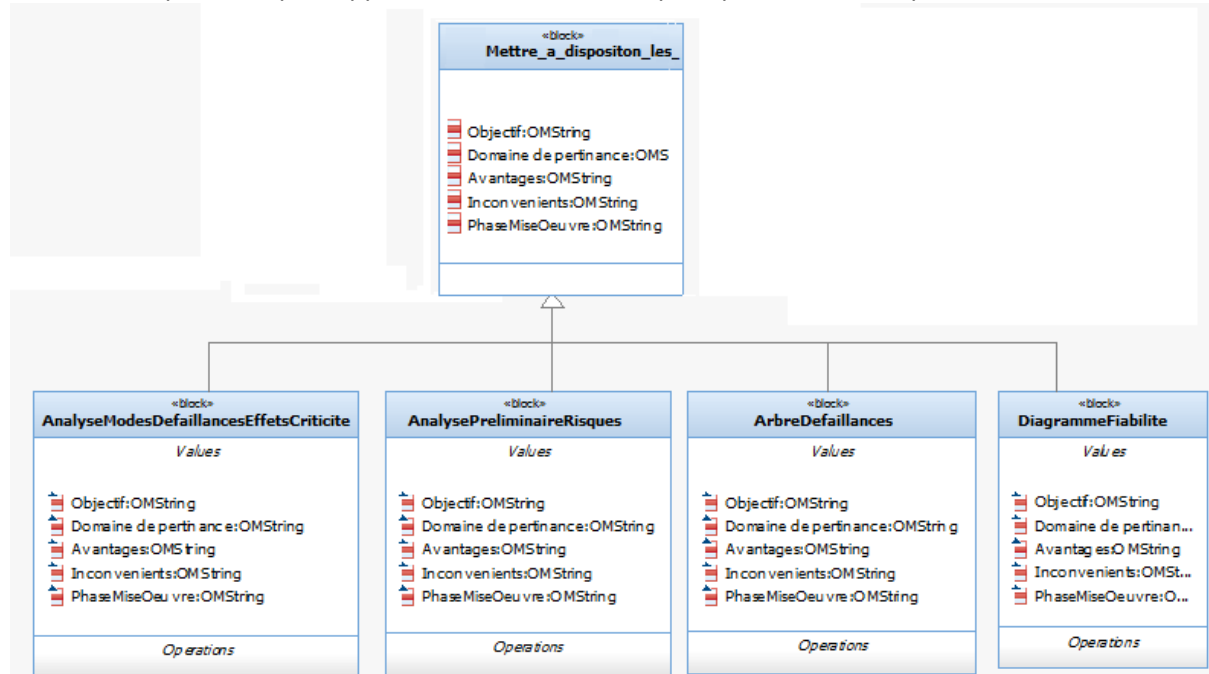 «block»
Mettre_a_dispositon_les_
Objectif:OMString
Domaine de pertinance:OMS
Avantages:OMString
Inconvenients:OMString
PhaseMiseOeuvre:OMString
«block»
AnalyseModesDefaillancesEffetsCriticite
Values
Objectif:OMString
Domaine de pertinance:OMString
Avantages:OMString
Inconvenients:OMString
PhaseMiseOeuvre:OMString
Operations
«block»
AnalysePreliminaireRisques
Values
Objectif:OMString
Domaine de pertinance:OMString
Avantages:OMString
Inconvenients:OMString
PhaseMiseOeuvre:OMString
Operations
«block»
ArbreDefaillances
Values
Objectif:OMString
Domaine de pertinance:OMString
Avantages:OMString
Inconvenients:OMString
PhaseMiseOeuvre:OMString
Operations
«block»
DiagrammeFiabilite
Values
Objectif:OMString
Domaine de pertinan...
Avantages:OMString
Inconvenients:OMSt...
PhaseMiseOeuvre:O...
Operations